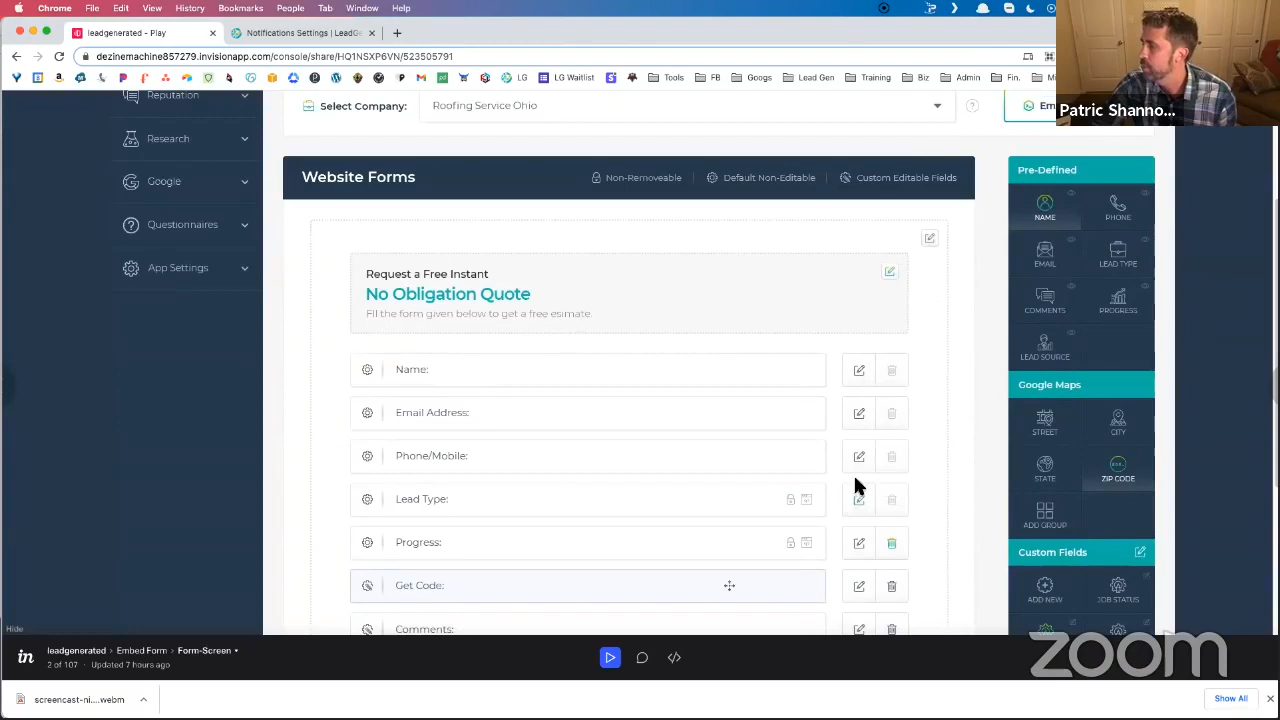 Chrome File Edit View History Bookmarks People Tab Window Help
leadgenerated - Play
Notifications Settings | LeadGe
dezinemachine857279.invisionapp.com/console/share/HQ1NSXP6VN/523505791
LG
LG Waitlist
Tools
Googs
Lead Gen
Training
Biz
Admin
Fin.
Patric Shanno...
Reputation
Research
Google
Questionnaires
App Settings
Hide
Select Company:
Roofing Service Ohio
Em
Website Forms
Non-Removeable
Default Non-Editable
Custom Editable Fields
Request a Free Instant
No Obligation Quote
Fll the form given below to get a free esimate.
Name:
Email Address:
Phone/Mobile:
Lead Type:
Progress:
Get Code:
Comments:
Pre-Defined
NAME
PHONE
EMAIL
LEAD TYPE
COMMENTS
PROGRESS
LEAD SOURCE
Google Maps
STREET
CITY
STATE
ZIP CODE
ADD GROUP
Custom Fields
ADD NEW
JOB STATUS
in
leadgenerated › Embed Form › Form-Screen
2 of 107 • Updated 7 hours ago
zoom
screencast-ni....webm
Show All